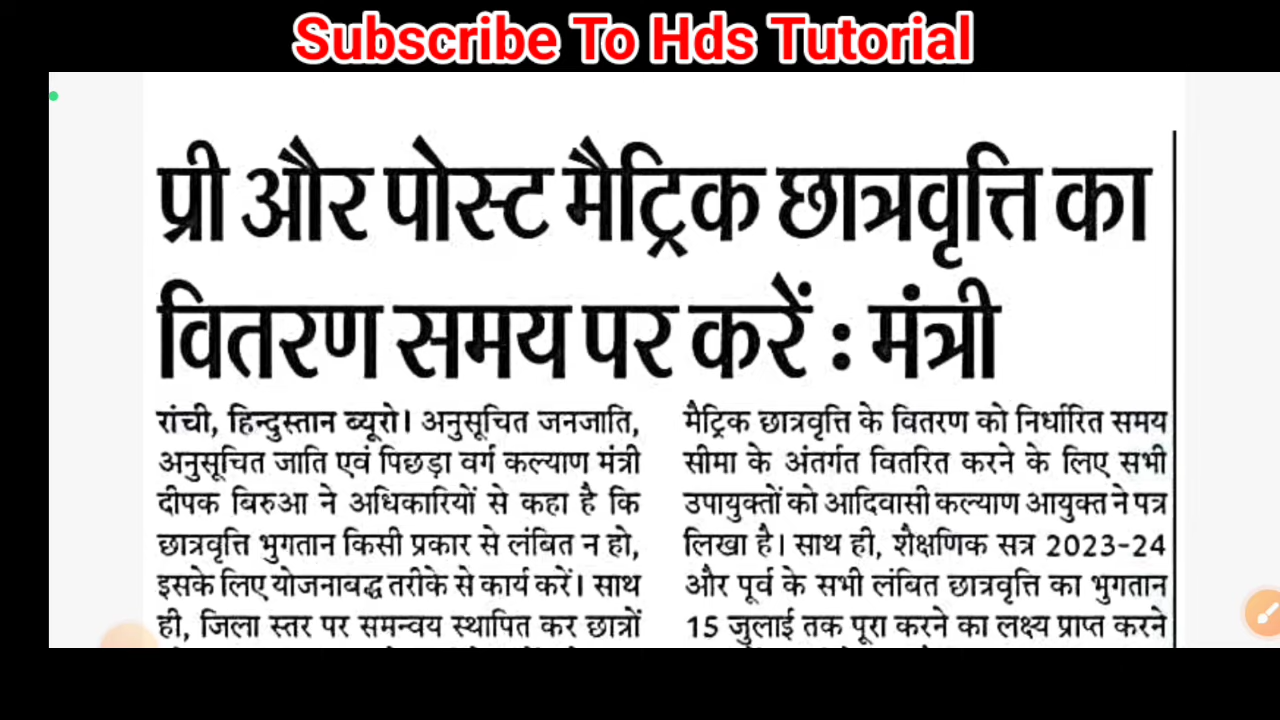 Subscribe To Hds Tutorial
प्री और पोस्ट मैट्रिक छात्रवृत्ति का
वितरण समय पर करें : मंत्री
रांची, हिन्दुस्तान ब्यूरो। अनुसूचित जनजाति,
अनुसूचित जाति एवं पिछड़ा वर्ग कल्याण मंत्री
दीपक बिरुआ ने अधिकारियों से कहा है कि
छात्रवृत्ति भुगतान किसी प्रकार से लंबित न हो,
इसके लिए योजनाबद्ध तरीके से कार्य करें। साथ
ही, जिला स्तर पर समन्वय स्थापित कर छात्रों
मैट्रिक छात्रवृत्ति के वितरण को निर्धारित समय
सीमा के अंतर्गत वितरित करने के लिए सभी
उपायुक्तों को आदिवासी कल्याण आयुक्त ने पत्र
लिखा है। साथ ही, शैक्षणिक सत्र 2023-24
और पूर्व के सभी लंबित छात्रवृत्ति का भुगतान
15 जुलाई तक पूरा करने का लक्ष्य प्राप्त करने